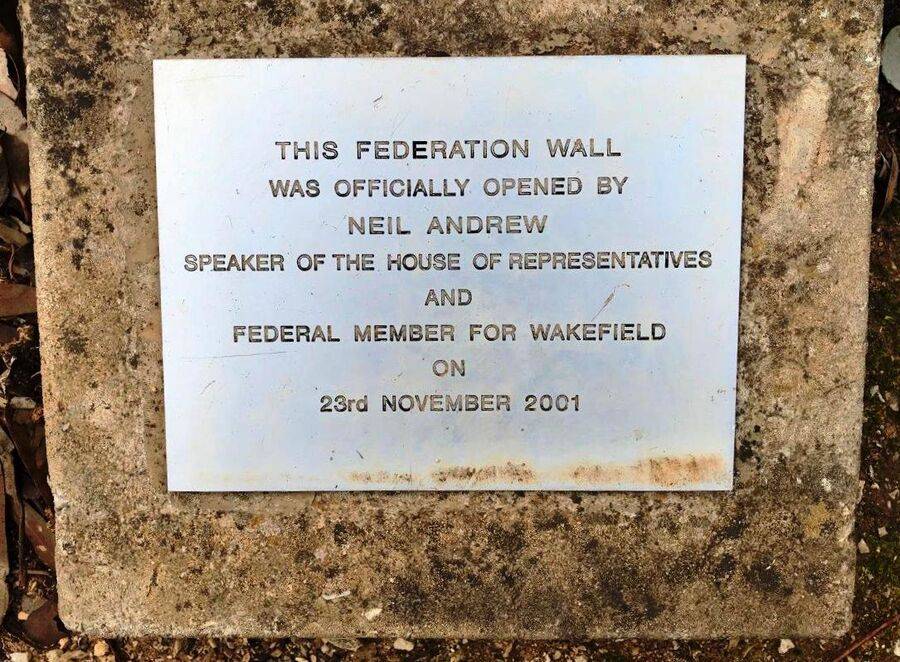 THIS FEDERATION WALL
WAS OFFICIALLY OPENED BY
NEIL ANDREW
SPEAKER OF THE HOUSE OF REPRESENTATIVES
AND
FEDERAL MEMBER FOR WAKEFIELD
ON
23rd NOVEMBER 2001